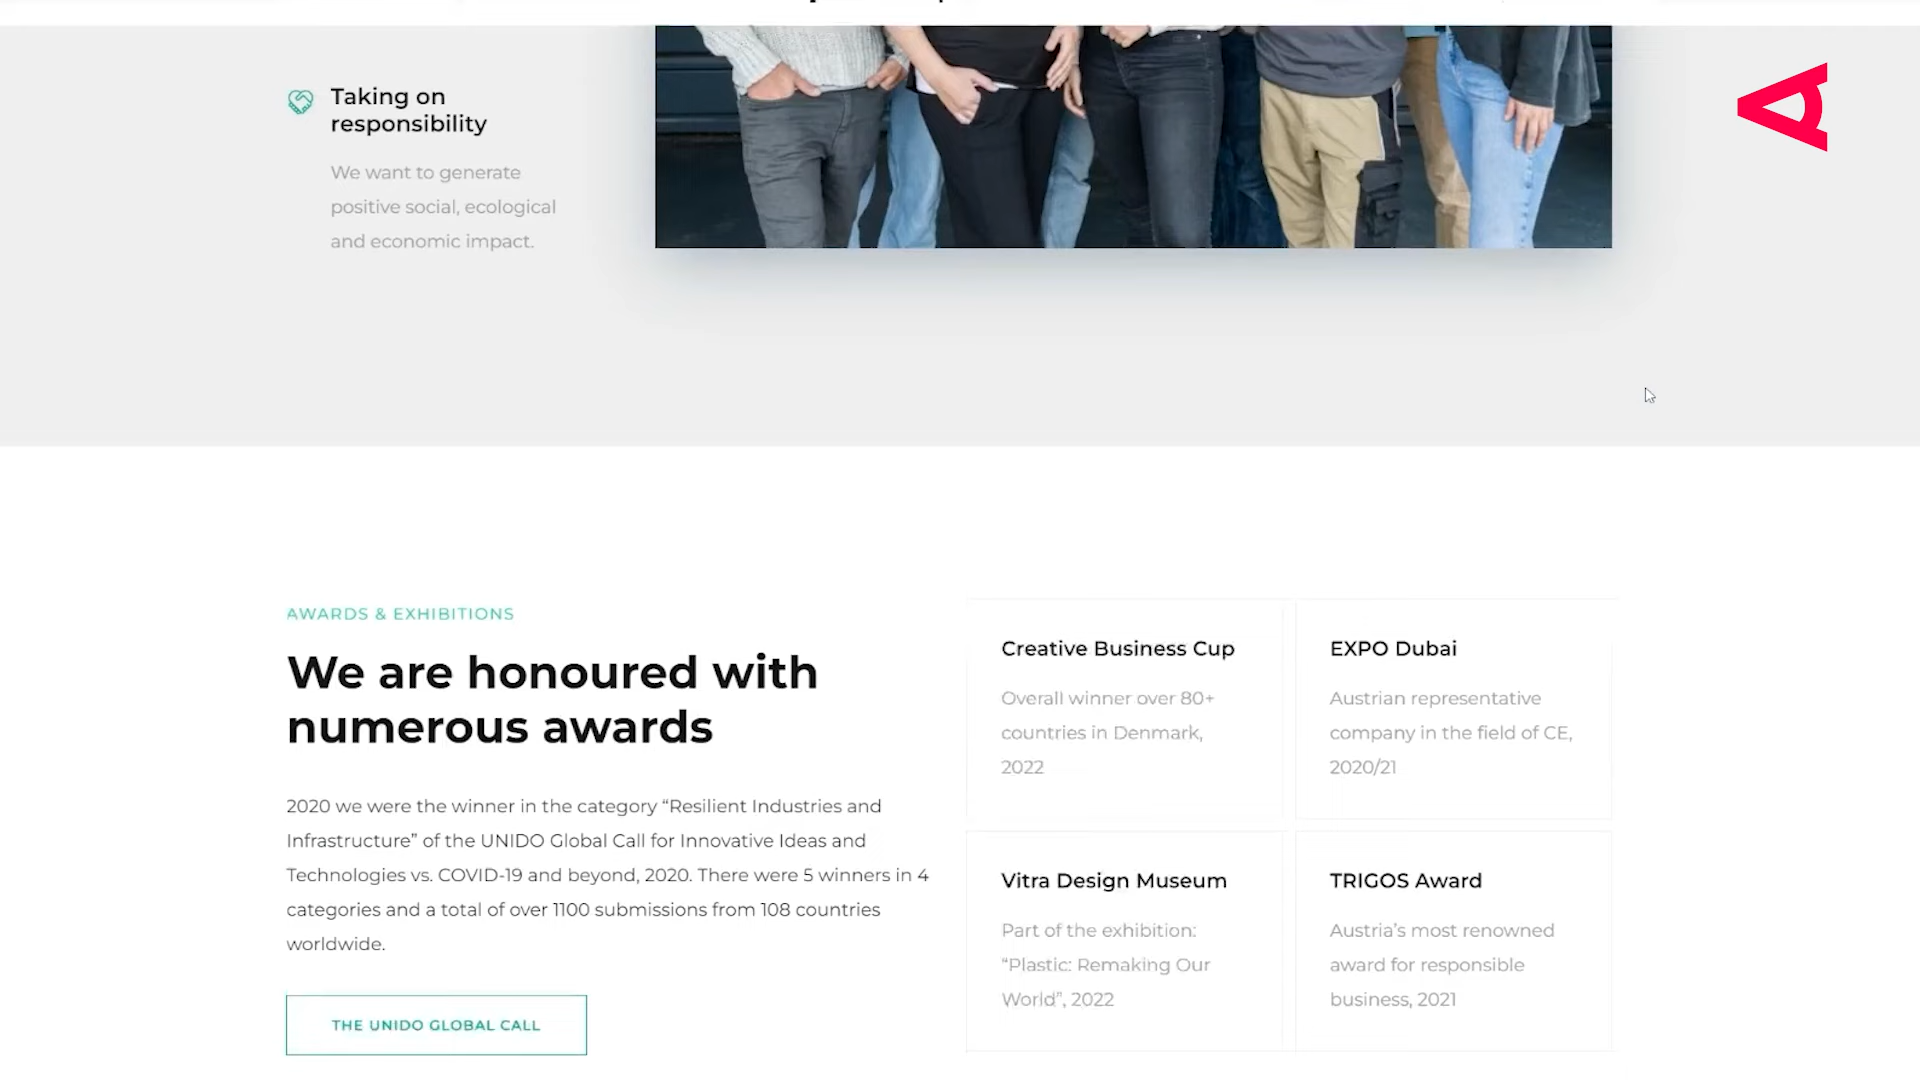 Taking on
responsibility
We want to generate
positive social, ecological
and economic impact.
AWARDS & EXHIBITIONS
We are honoured with
numerous awards
2020 we were the winner in the category “Resilient Industries and
Infrastructure” of the UNIDO Global Call for Innovative Ideas and
Technologies vs. COVID-19 and beyond, 2020. There were 5 winners in 4
categories and a total of over 1100 submissions from 108 countries
worldwide.
THE UNIDO GLOBAL CALL
Creative Business Cup
Overall winner over 80+
countries in Denmark,
2022
EXPO Dubai
Austrian representative
company in the field of CE,
2020/21
Vitra Design Museum
Part of the exhibition:
“Plastic: Remaking Our
World”, 2022
TRIGOS Award
Austria’s most renowned
award for responsible
business, 2021